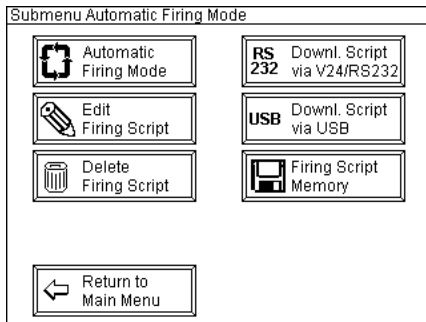 Submenu Automatic Firing Mode
Automatic
Firing Mode
RS
232
Downl. Script
via V24/RS232
Edit
Firing Script
USB
Downl. Script
via USB
Delete
Firing Script
Firing Script
Memory
Return to
Main Menu